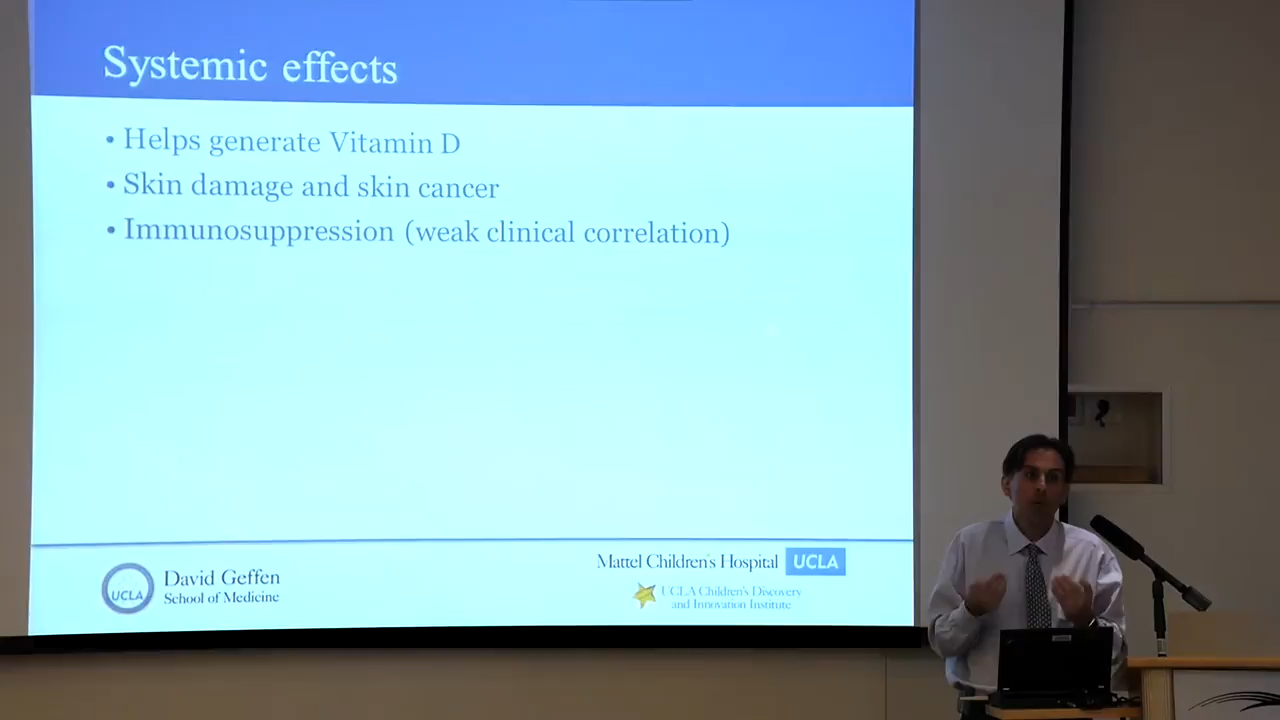 Systemic effects
• Helps generate Vitamin D
• Skin damage and skin cancer
• Immunosuppression (weak clinical correlation)
UCLA
David Geffen
School of Medicine
Mattel Children's Hospital UCLA
UCLA Children's Discovery
and Innovation Institute